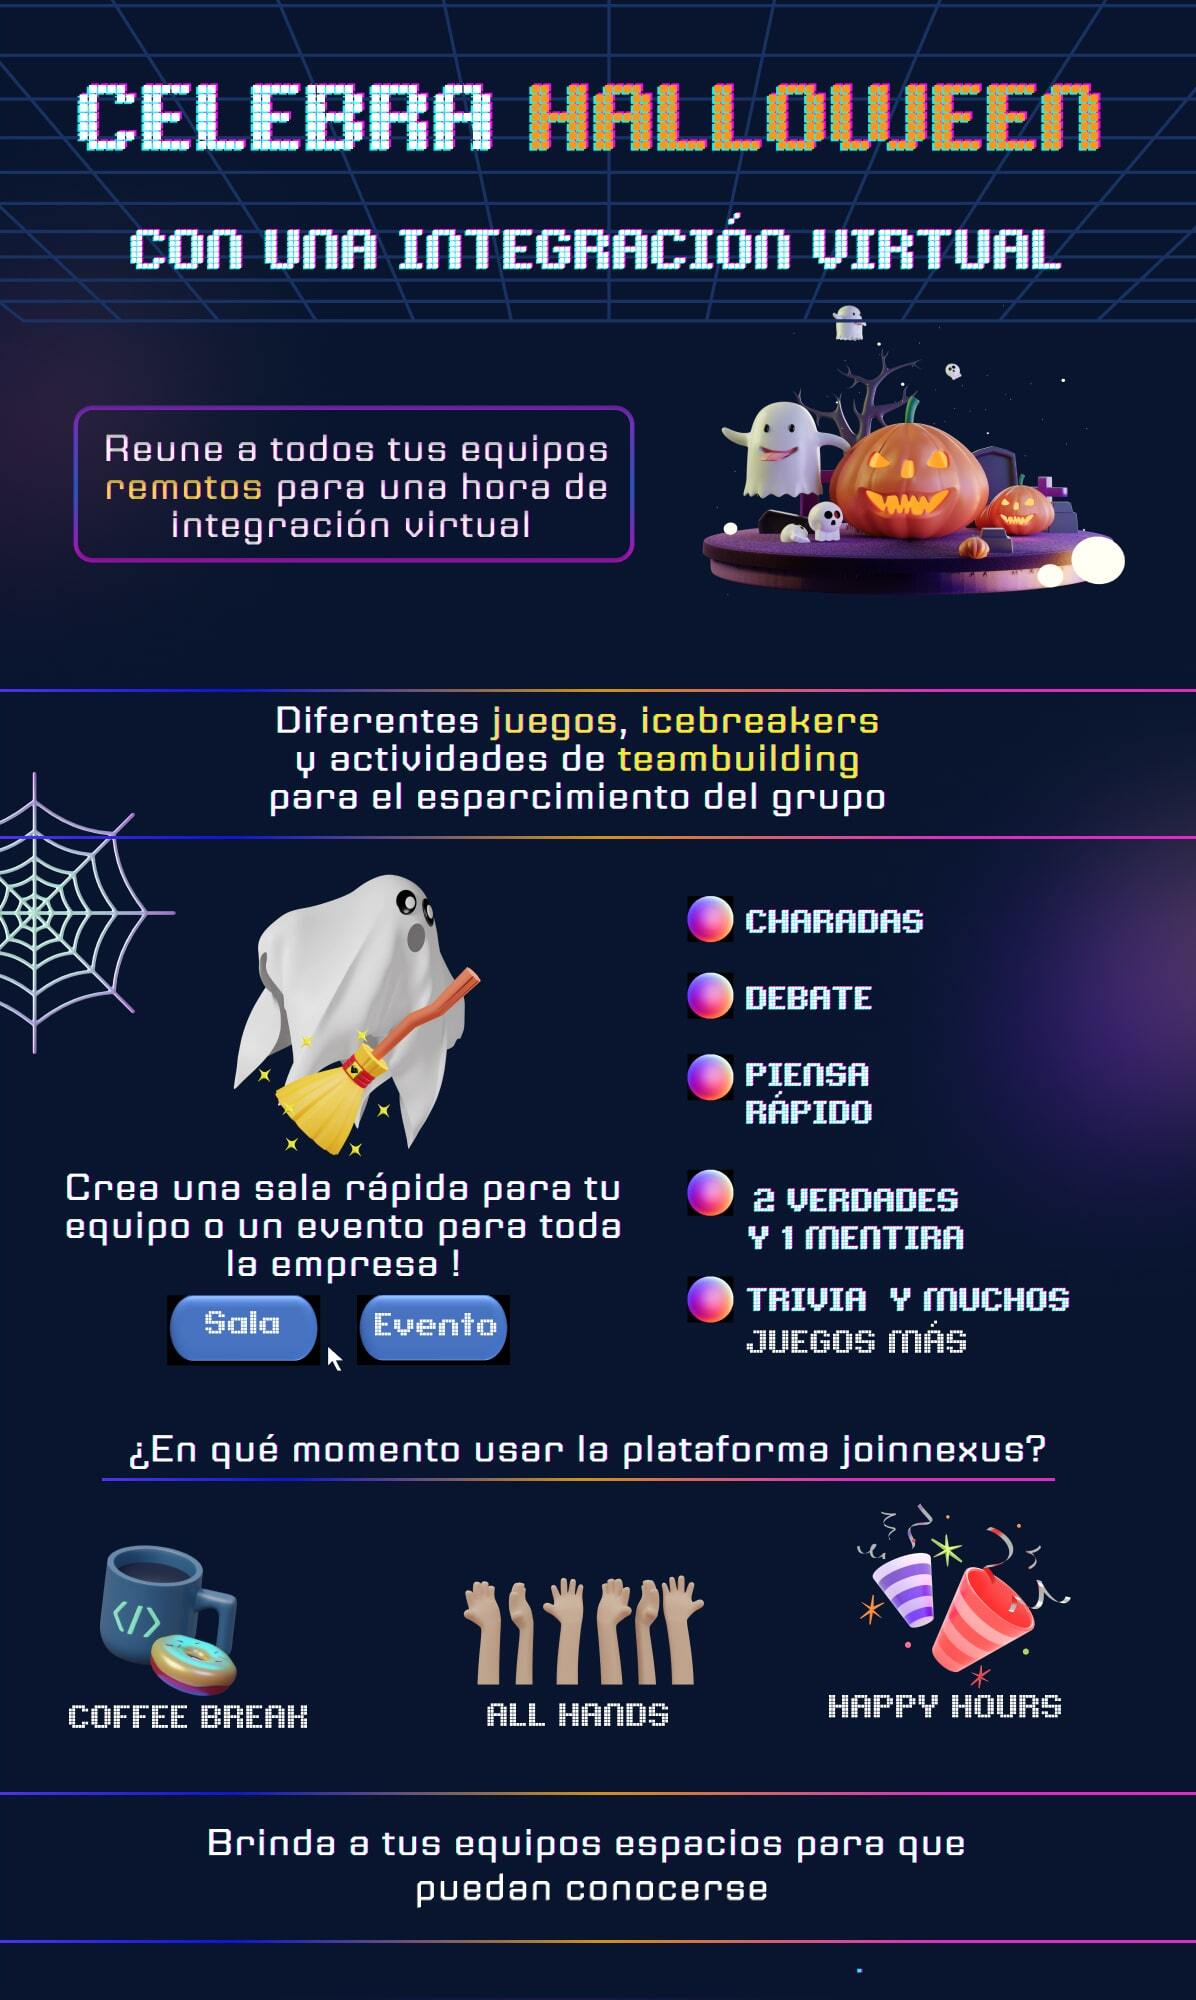 CELEBRA HALLOWEEN
CON UNA INTEGRACIÓN VIRTUAL
Reune a todos tus equipos
remotos para una hora de
integración virtual
Diferentes juegos, icebreakers
y actividades de teambuilding
para el esparcimiento del grupo
CHARADAS
DEBATE
PIENSA
RÁPIDO
2 VERDADES
Y 1 MENTIRA
TRIVIA Y MUCHOS
JUEGOS MÁS
Crea una sala rápida para tu
equipo o un evento para toda
la empresa !
Sala
Evento
¿En qué momento usar la plataforma joinnexus?
</>
COFFEE BREAK
ALL HANDS
HAPPY HOURS
Brinda a tus equipos espacios para que
puedan conocerse